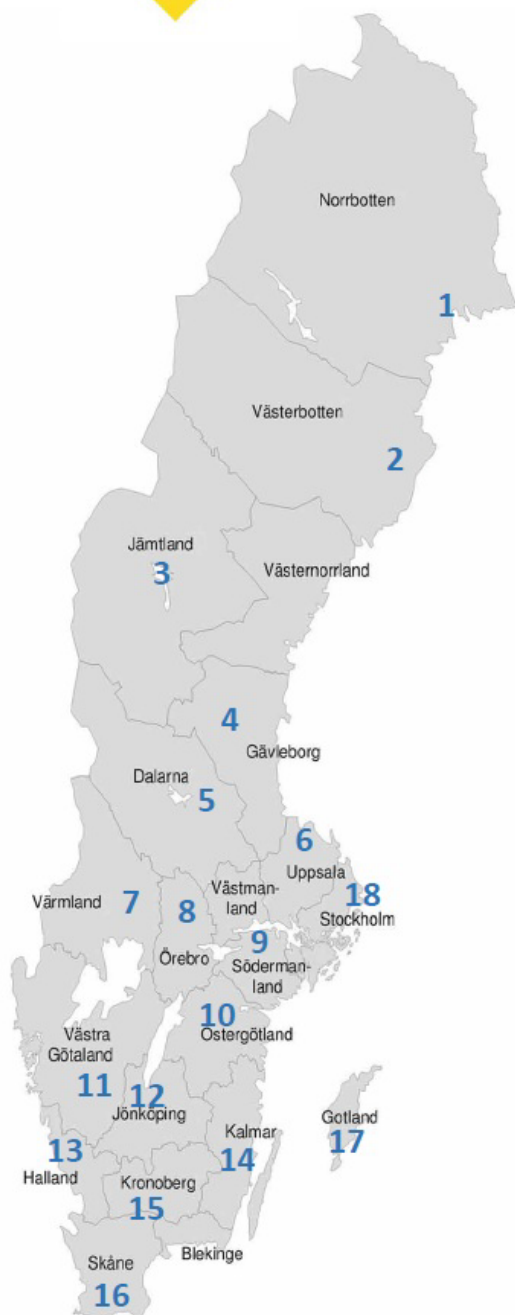 Norrbotten
1
Västerbotten
2
Jämtland
3
Västernorrland
4
Gävleborg
Dalarna
5
6
Uppsala
Västman-
land
18
Stockholm
Värmland
7
8
9
Örebro
Söderman-
land
10
Östergötland
Västra
Götaland
11
12
Jönköping
Kalmar
14
Gotland
17
13
Halland
Kronoberg
15
Blekinge
Skåne
16